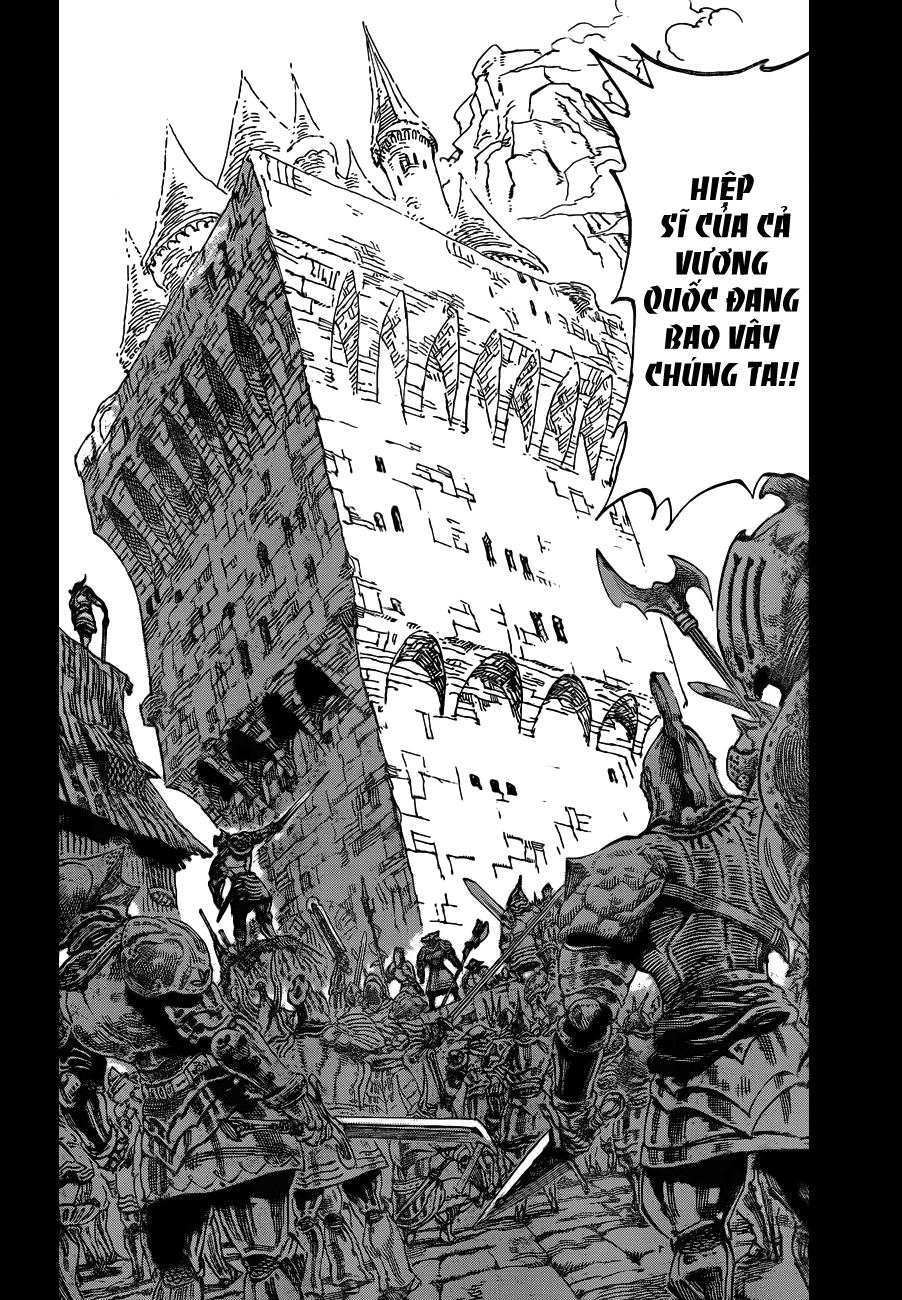 HIỆP
SĨ CỦA CẢ
VƯƠNG
QUỐC ĐANG
BAO VÂY
CHÚNG TA!!